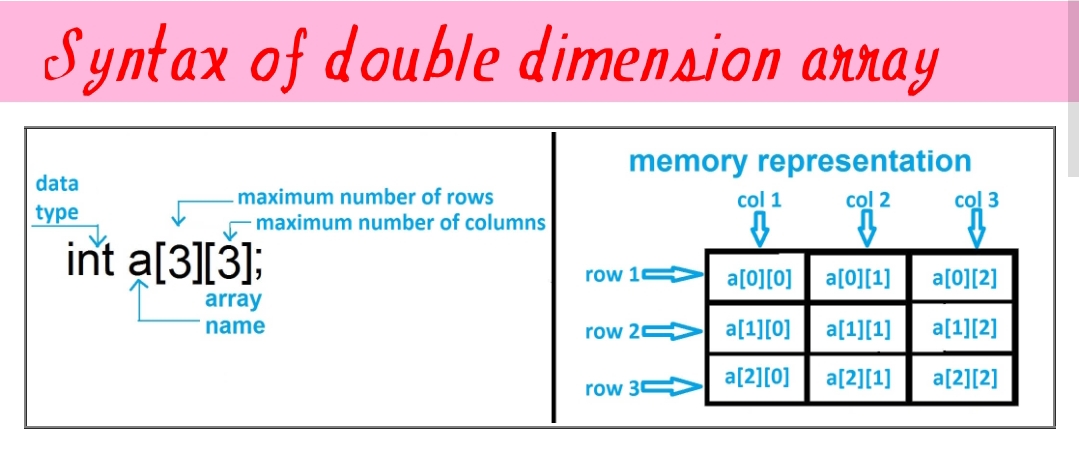 Syntax of double dimension array
data
type
maximum number of rows
maximum number of columns
int a[3][3];
array
name
memory representation
col 1 col 2 col 3
row 1 a[0][0] a[0][1] a[0][2]
row 2 a[1][0] a[1][1] a[1][2]
row 3 a[2][0] a[2][1] a[2][2]